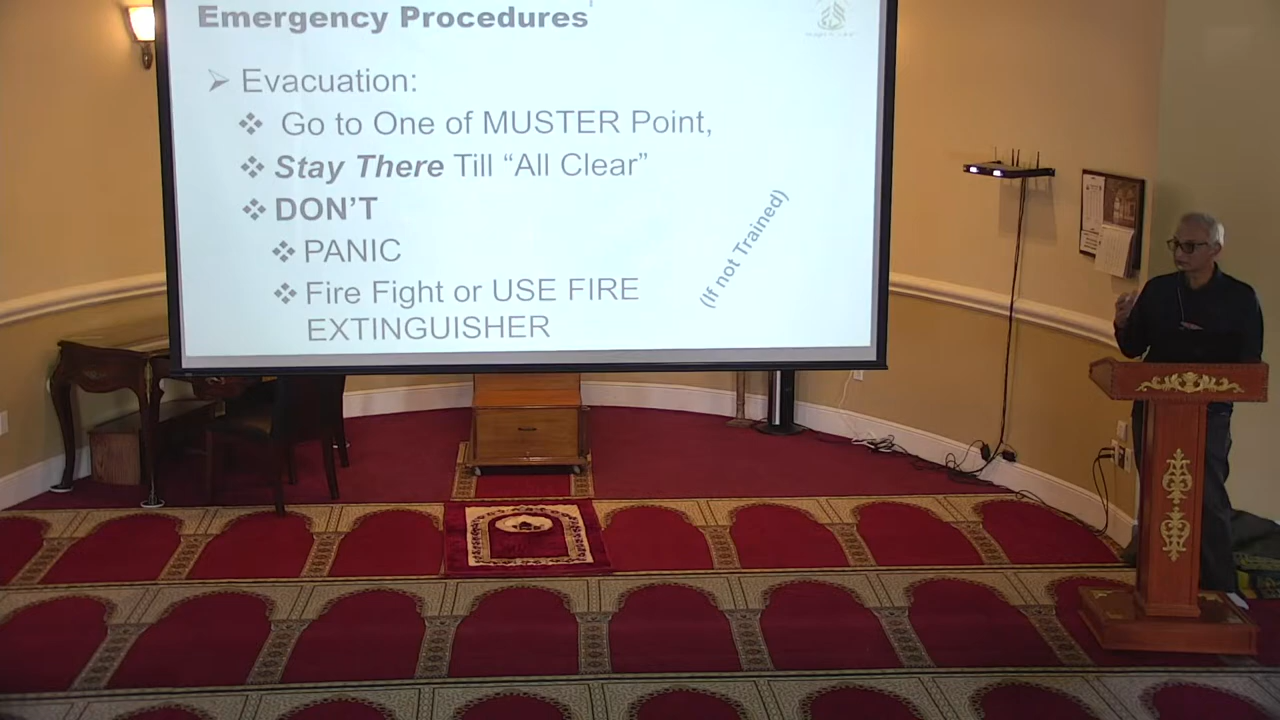 Emergency Procedures
Evacuation:
Go to One of MUSTER Point,
Stay There Till “All Clear”
DON’T
PANIC
Fire Fight or USE FIRE
EXTINGUISHER
(If not Trained)